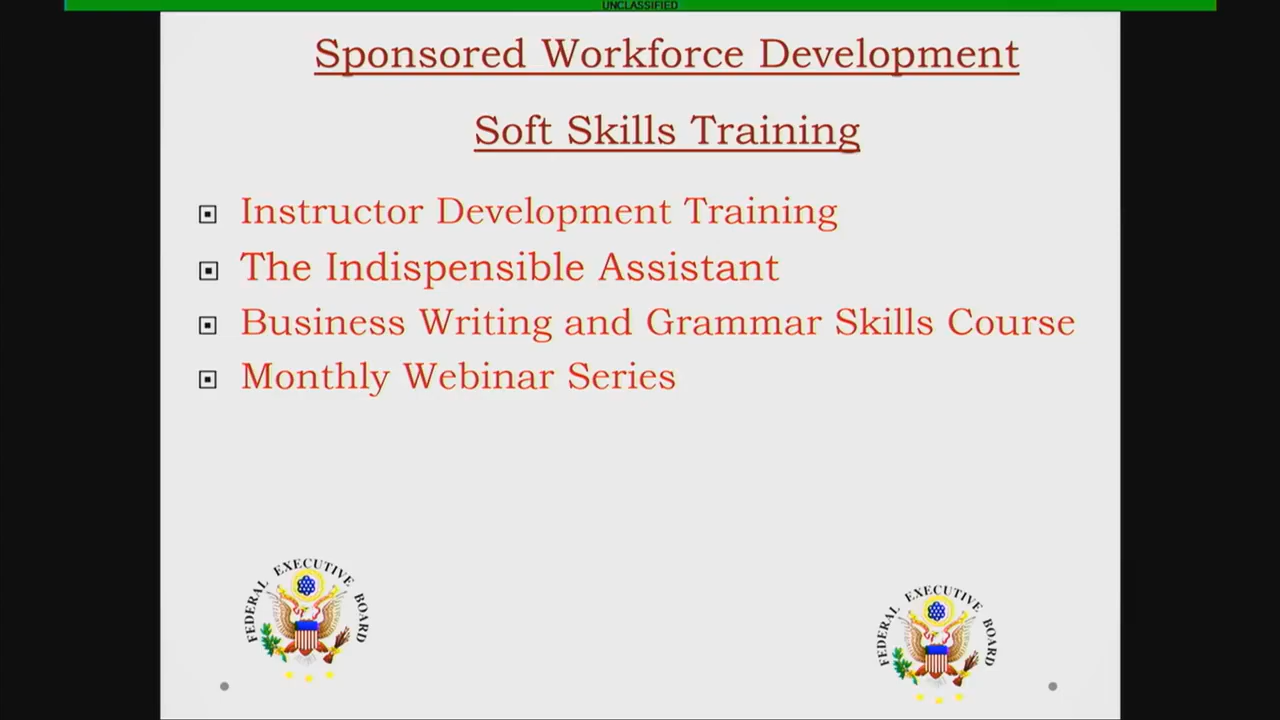 UNCLASSIFIED
Sponsored Workforce Development
Soft Skills Training
Instructor Development Training
The Indispensible Assistant
Business Writing and Grammar Skills Course
Monthly Webinar Series
FEDERAL EXECUTIVE BOARD
FEDERAL EXECUTIVE BOARD